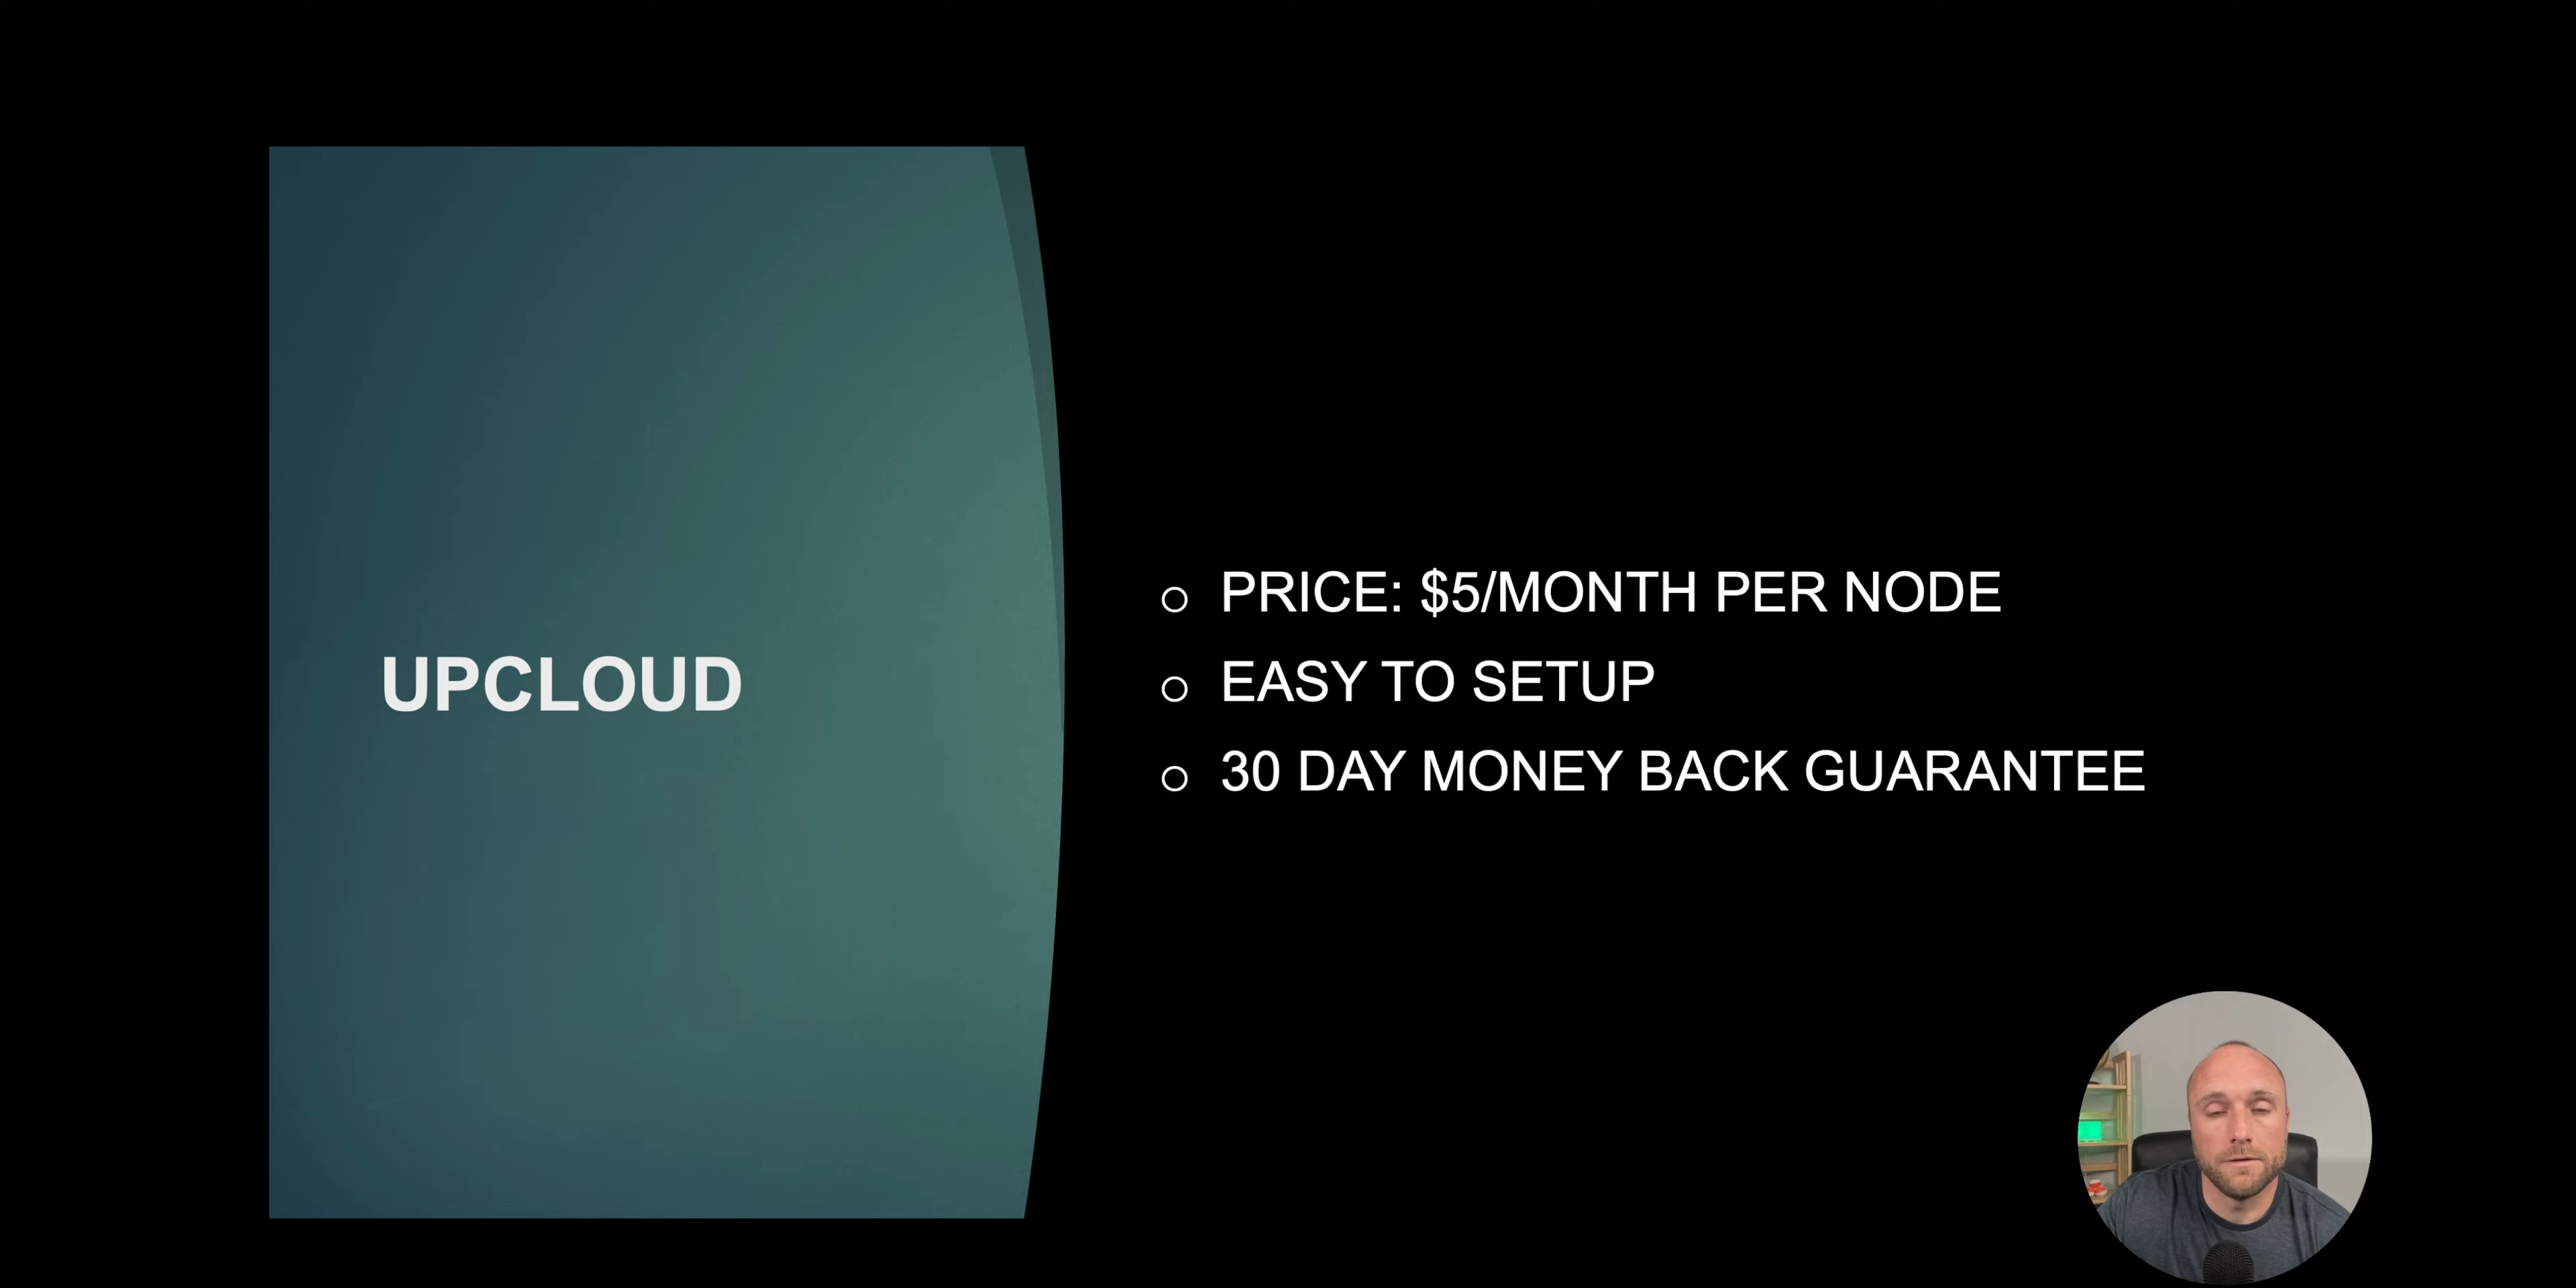 UPCLOUD
PRICE: $5/MONTH PER NODE
EASY TO SETUP
30 DAY MONEY BACK GUARANTEE